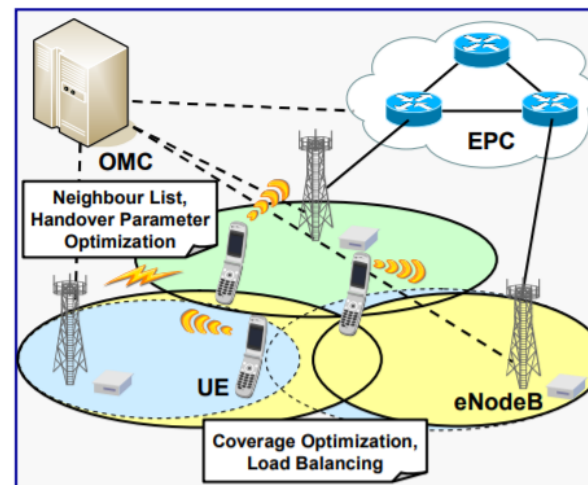 OMC
EPC
Neighbour List,
Handover Parameter
Optimization
UE
eNodeB
Coverage Optimization,
Load Balancing